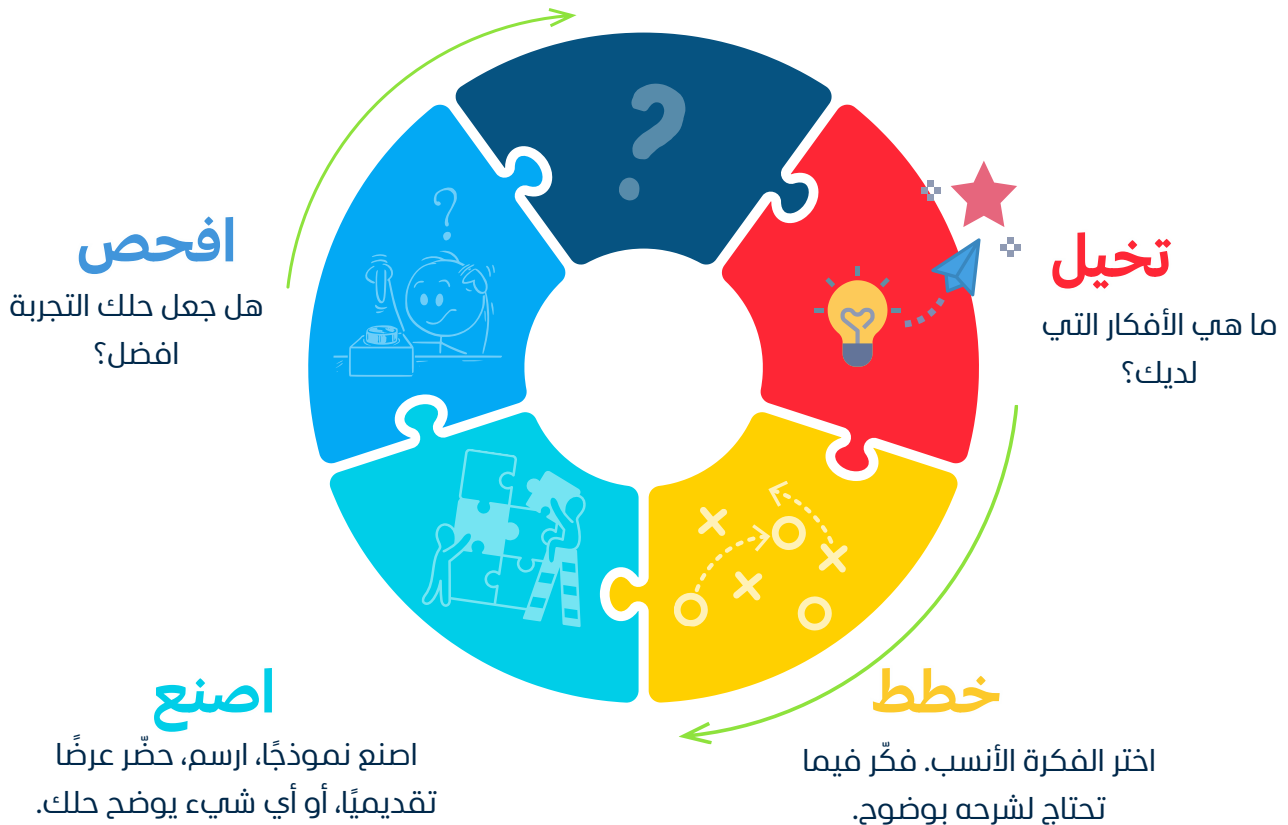 تخيل
ما هي الأفكار التي
لديك؟
خطط
اختر الفكرة الأنسب. فكّر فيما
تحتاج لشرحه بوضوح.
اصنع
اصنع نموذجًا، ارسم، حضّر عرضًا
تقديميًا، أو أي شيء يوضح حلك.
افحص
هل جعل حلك التجربة
افضل؟
?
?